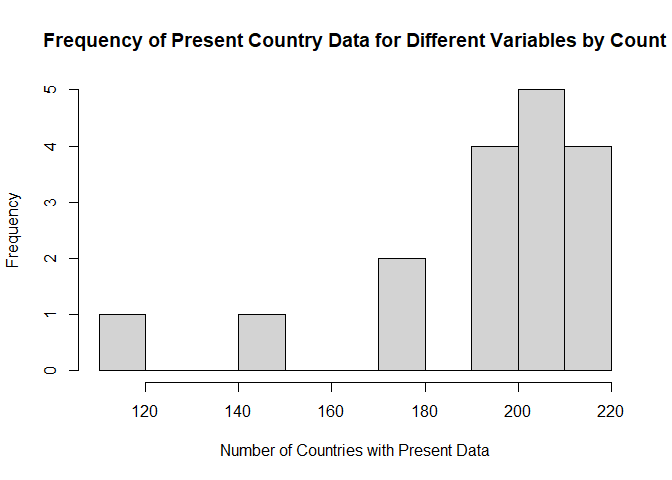 Frequency of Present Country Data for Different Variables by Count
5
4
3
2
1
0
Frequency
120 140 160 180 200 220
Number of Countries with Present Data